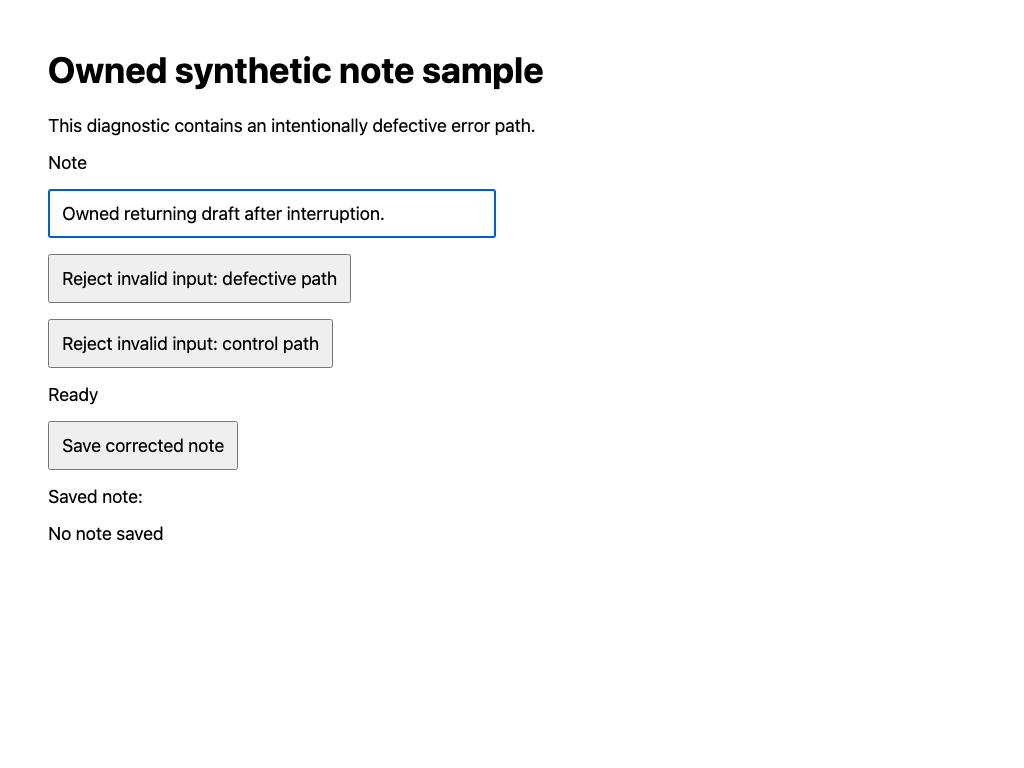 Owned synthetic note sample
This diagnostic contains an intentionally defective error path.
Note
Owned returning draft after interruption.
Reject invalid input: defective path
Reject invalid input: control path
Ready
Save corrected note
Saved note:
No note saved